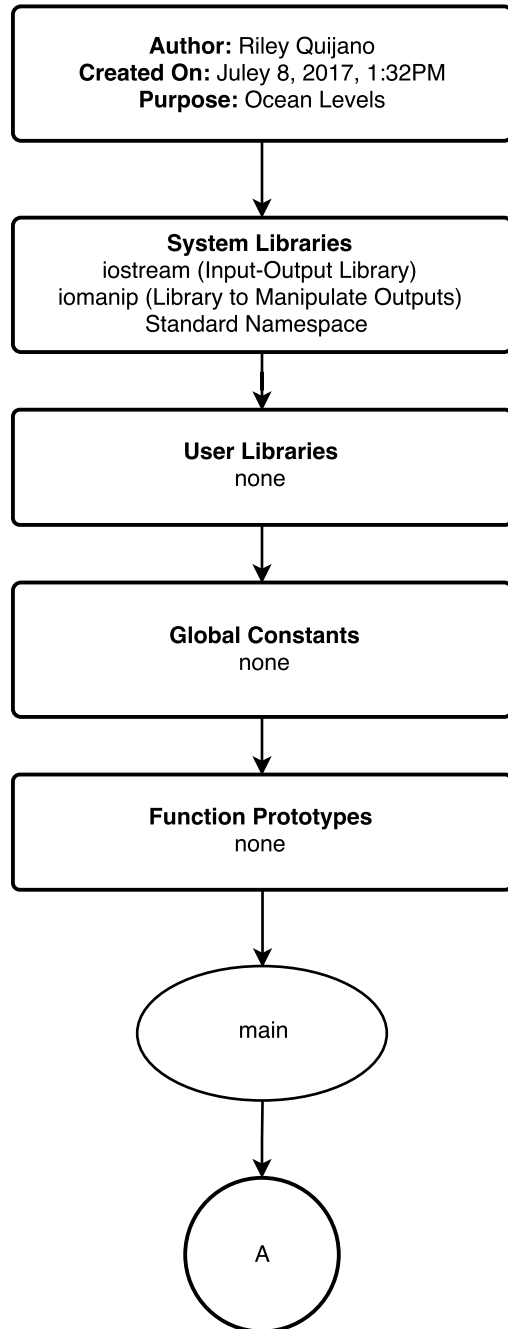 Author: Riley Quijano
Created On: Juley 8, 2017, 1:32PM
Purpose: Ocean Levels
System Libraries
iostream (Input-Output Library)
iomanip (Library to Manipulate Outputs)
Standard Namespace
User Libraries
none
Global Constants
none
Function Prototypes
none
main
A